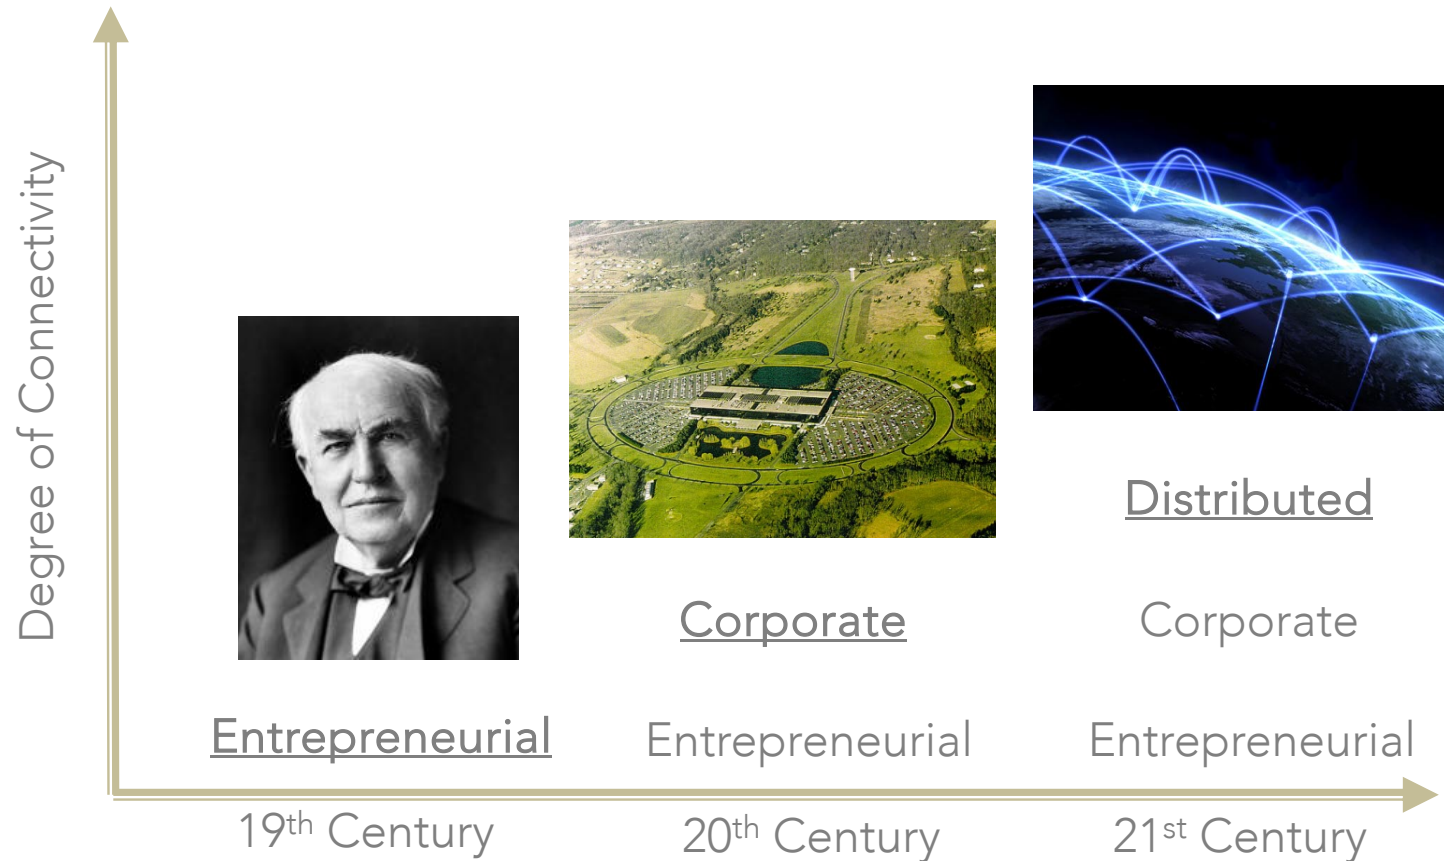 Degree of Connectivity
Distributed
Corporate
Corporate
Entrepreneurial
Entrepreneurial
Entrepreneurial
19th Century
20th Century
21st Century